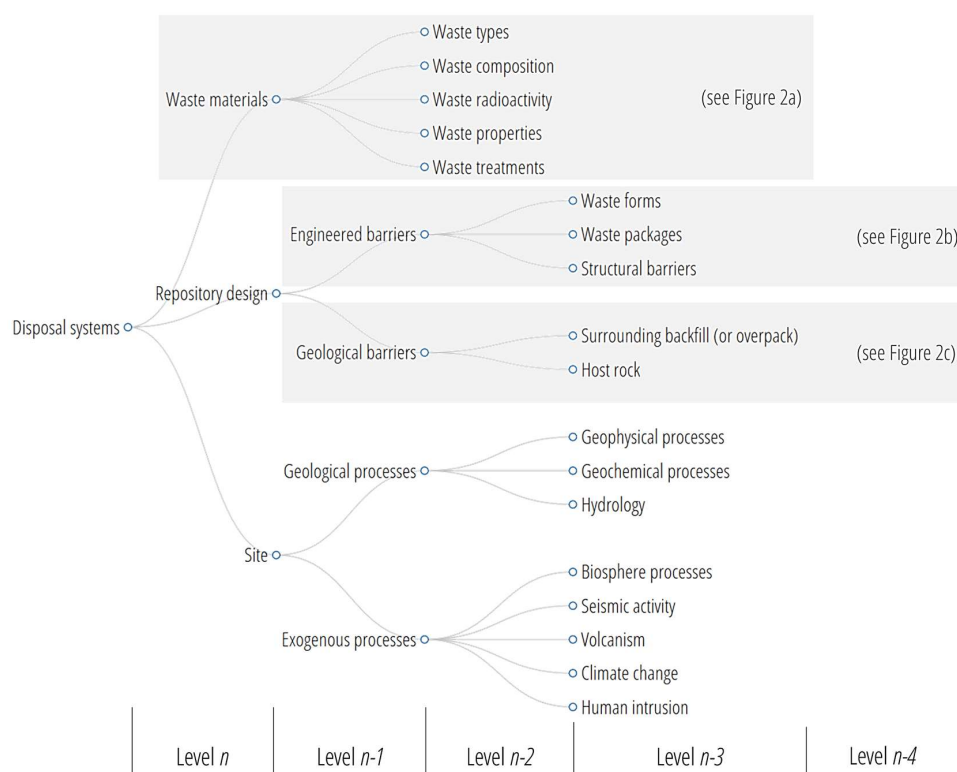 Waste types
Waste composition
Waste materials
Waste radioactivity
(see Figure 2a)
Waste properties
Waste treatments
Waste forms
Engineered barriers
Waste packages
(see Figure 2b)
Structural barriers
Repository design
Disposal systems
Surrounding backfill (or overpack)
Geological barriers
(see Figure 2c)
Host rock
Geophysical processes
Geological processes
Geochemical processes
Hydrology
Site
Biosphere processes
Seismic activity
Exogenous processes
Volcanism
Climate change
Human intrusion
Level n
Level n-1
Level n-2
Level n-3
Level n-4